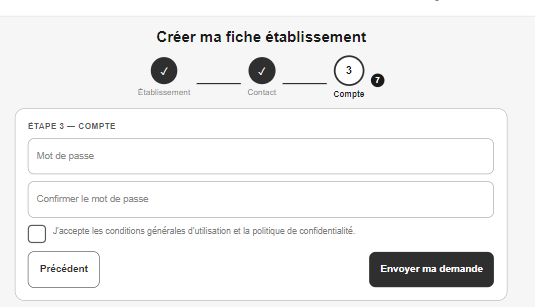 Créer ma fiche établissement
✓ ✓ 3 7
Établissement Contact Compte
ÉTAPE 3 — COMPTE
Mot de passe
Confirmer le mot de passe
J'accepte les conditions générales d'utilisation et la politique de confidentialité.
Précédent Envoyer ma demande